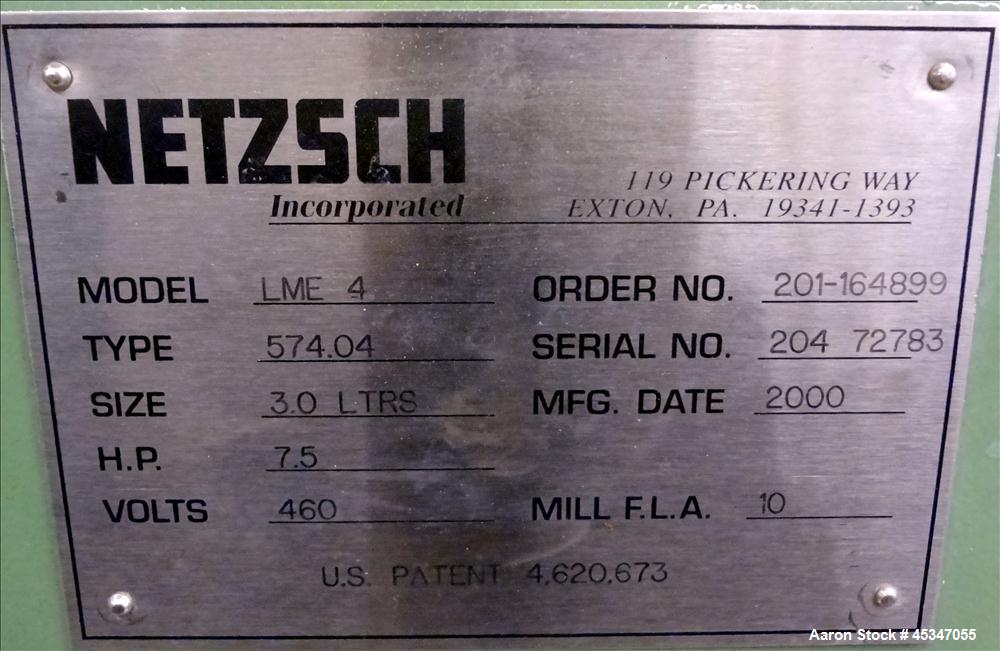 NETZSCH
Incorporated
119 PICKERING WAY
EXTON, PA. 19341-1393
MODEL LME 4 ORDER NO. 201-164899
TYPE 574.04 SERIAL NO. 204 72783
SIZE 3.0 LTRS MFG. DATE 2000
H.P. 7.5
VOLTS 460 MILL F.L.A. 10
U.S. PATENT 4,620,673
Aaron Stock # 45347055